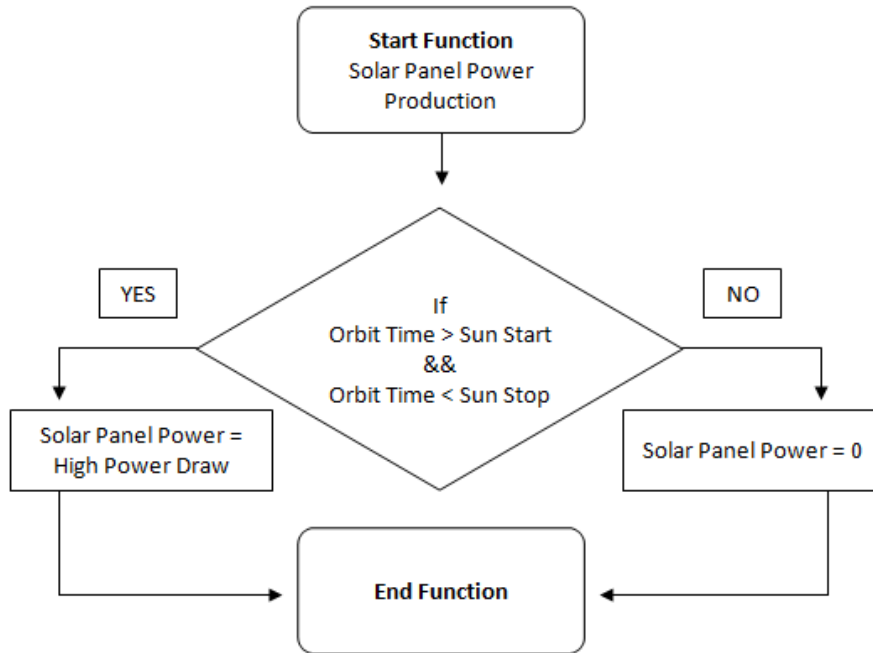 Start Function
Solar Panel Power
Production
YES
NO
If
Orbit Time > Sun Start
&&
Orbit Time < Sun Stop
Solar Panel Power =
High Power Draw
Solar Panel Power = 0
End Function